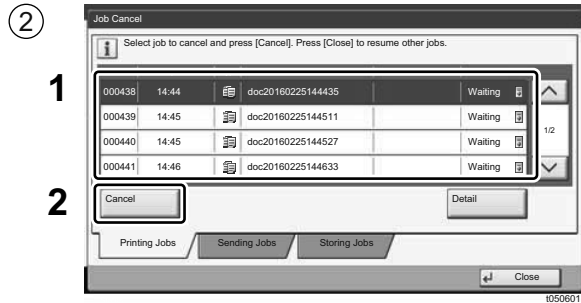 2
Job Cancel
i Select job to cancel and press [Cancel]. Press [Close] to resume other jobs.
1
000438 14:44 doc20160225144435 Waiting
000439 14:45 doc20160225144511 Waiting
1/2
000440 14:45 doc20160225144527 Waiting
000441 14:46 doc20160225144633 Waiting
2
Cancel Detail
Printing Jobs Sending Jobs Storing Jobs
Close
t050601